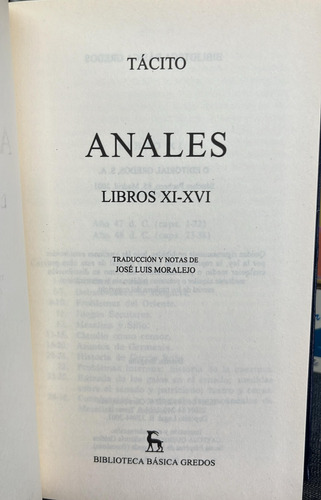 TÁCITO
ANALES
LIBROS XI-XVI
TRADUCCIÓN Y NOTAS DE
JOSÉ LUIS MORALEJO
BIBLIOTECA BÁSICA GREDOS